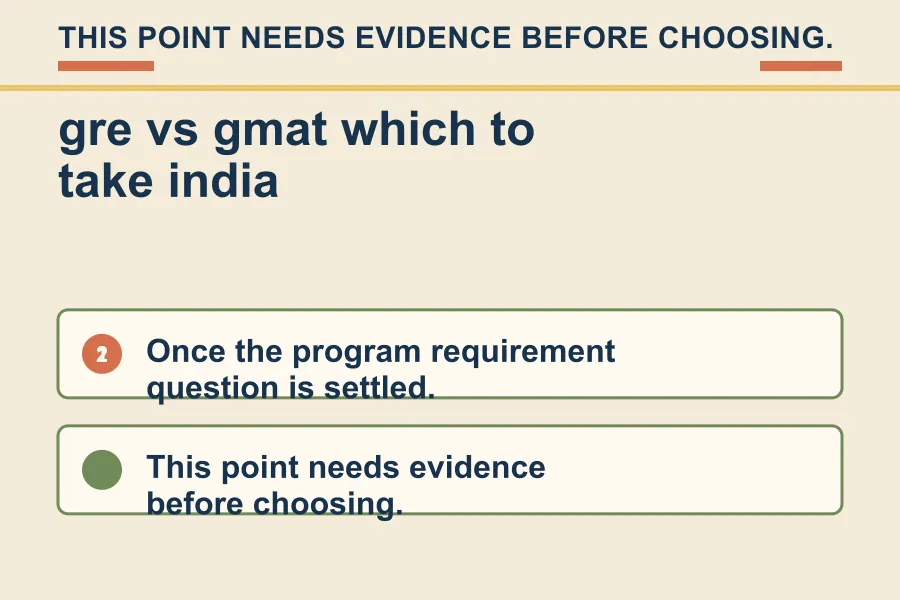 THIS POINT NEEDS EVIDENCE BEFORE CHOOSING.
gre vs gmat which to
take india
2
Once the program requirement
question is settled.
This point needs evidence
before choosing.